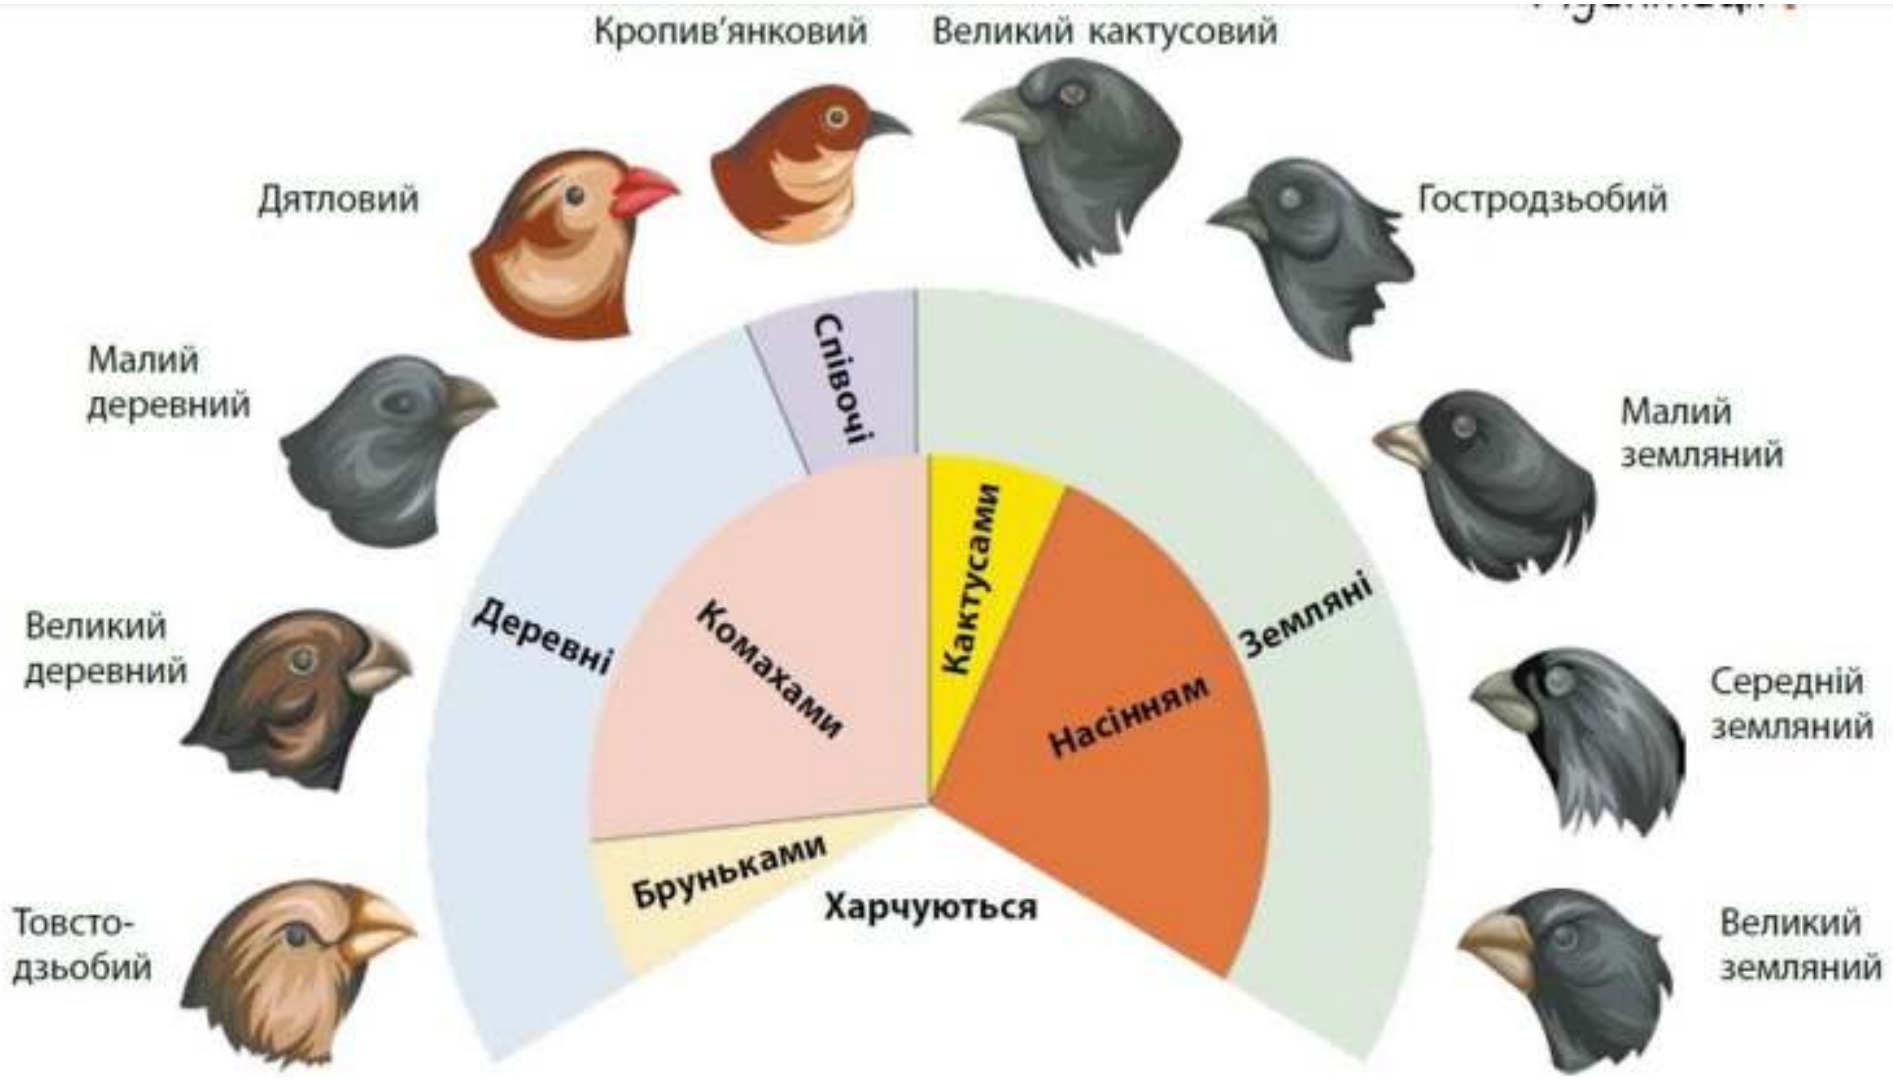 Кропив’янковий
Великий кактусовий
Дятловий
Гостродзьобий
Малий
деревний
Малий
земляний
Великий
деревний
Середній
земляний
Товсто-
дзьобий
Великий
земляний
Співочі
Деревні
Земляні
Комахами
Кактусами
Насінням
Бруньками
Харчуються